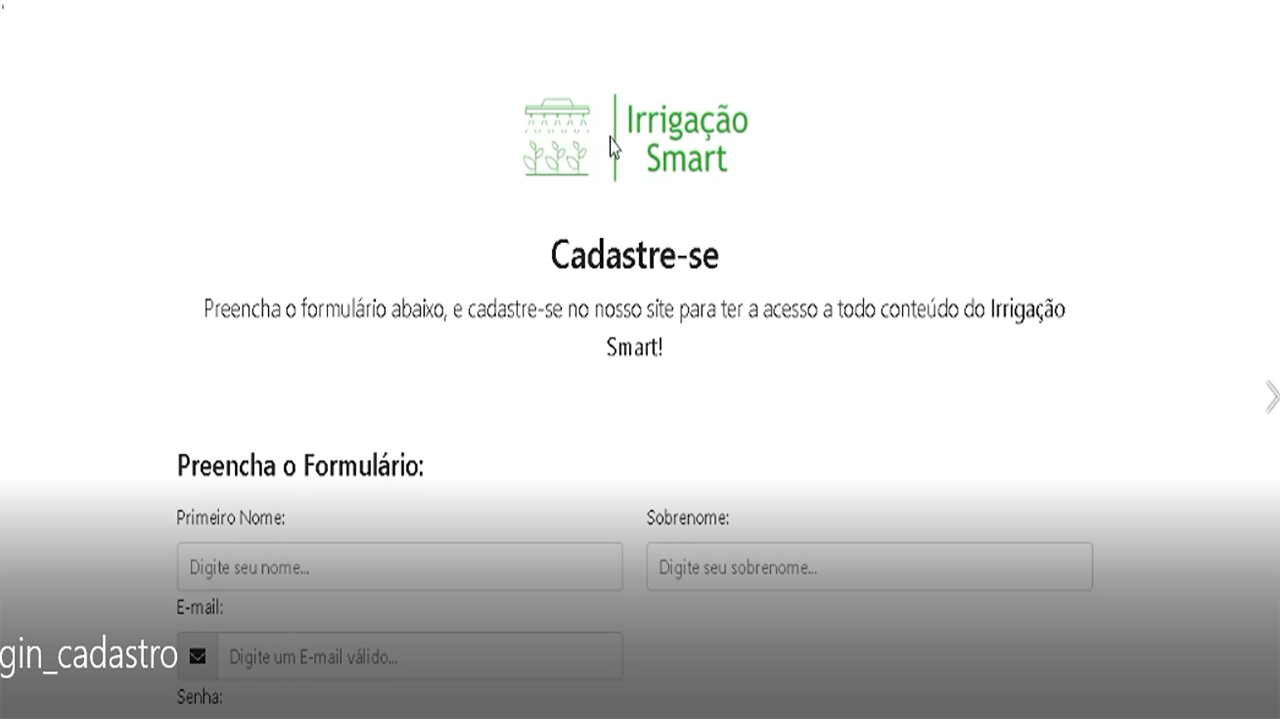 Irrigação
Smart
Cadastre-se
Preencha o formulário abaixo, e cadastre-se no nosso site para ter a acesso a todo conteúdo do Irrigação
Smart!
Preencha o Formulário:
Primeiro Nome:
Sobrenome:
Digite seu nome...
Digite seu sobrenome...
E-mail:
gin_cadastro
Digite um E-mail válido...
Senha: